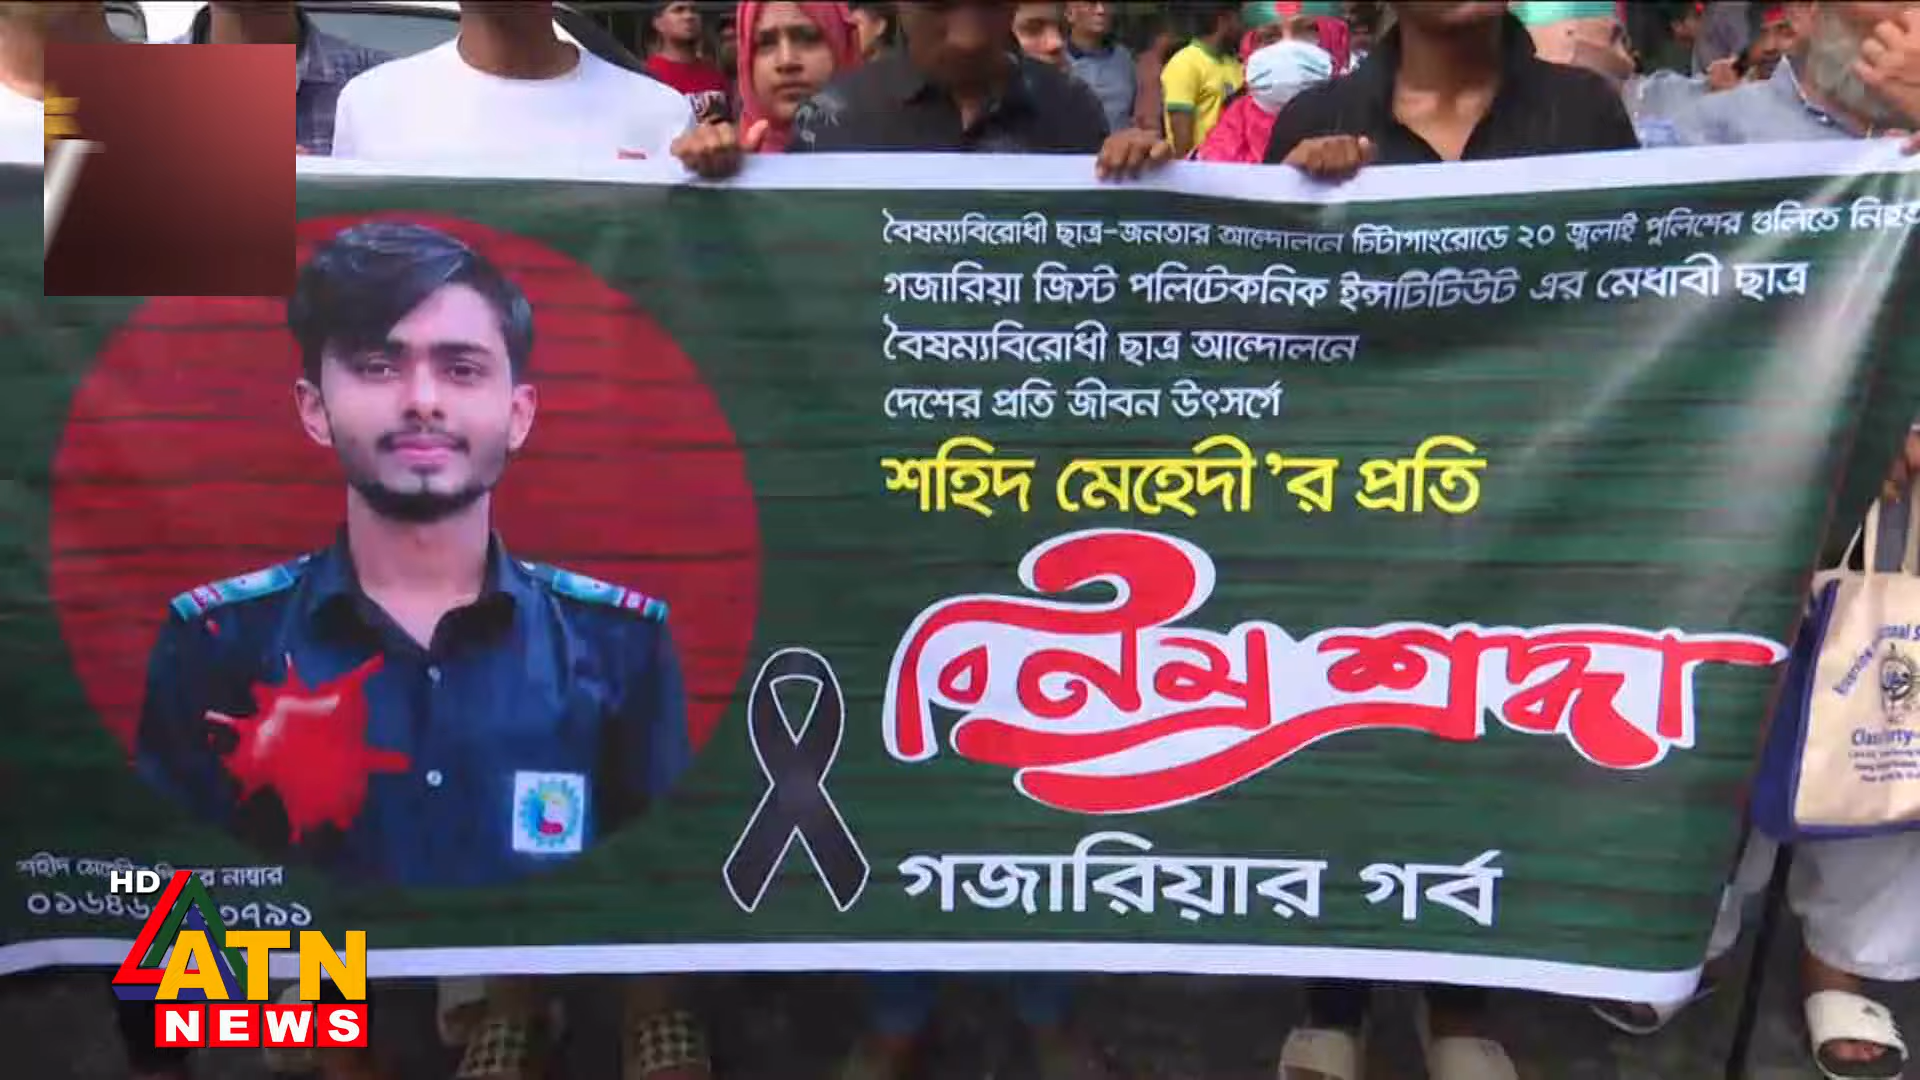 বৈষম্যবিরোধী ছাত্র-জনতার আন্দোলনে চিটাগাংরোডে ২০ জুলাই পুলিশের গুলিতে
গজারিয়া জিস্ট পলিটেকনিক ইন্সটিটিউট এর মেধাবী ছাত্র
বৈষম্যবিরোধী ছাত্র আন্দোলনে
দেশের প্রতি জীবন উৎসর্গে
শহিদ মেহেদী'র প্রতি
বিনম্র শ্রদ্ধা
গজারিয়ার গর্ব
শহীদ নাম্বার
HD
ATN
NEWS